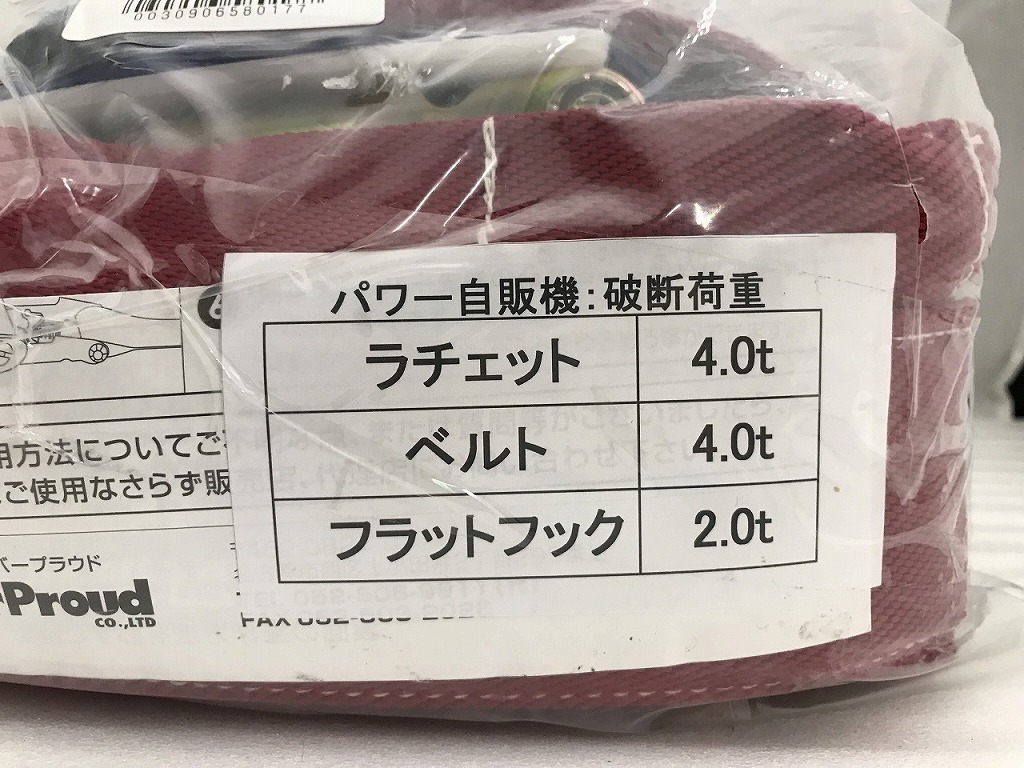 0030906580177
パワー自販機:破断荷重
ラチェット 4.0t
ベルト 4.0t
フラットフック 2.0t
用方法についてご
ご使用なさらず販
バープラウド
Proud
CO.,LTD